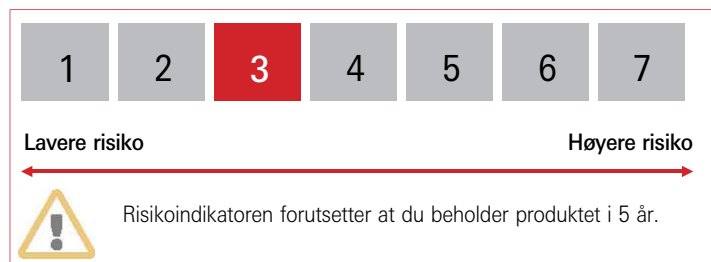 1 2 3 4 5 6 7
Lavere risiko Høyere risiko
Risikoindikatoren forutsetter at du beholder produktet i 5 år.